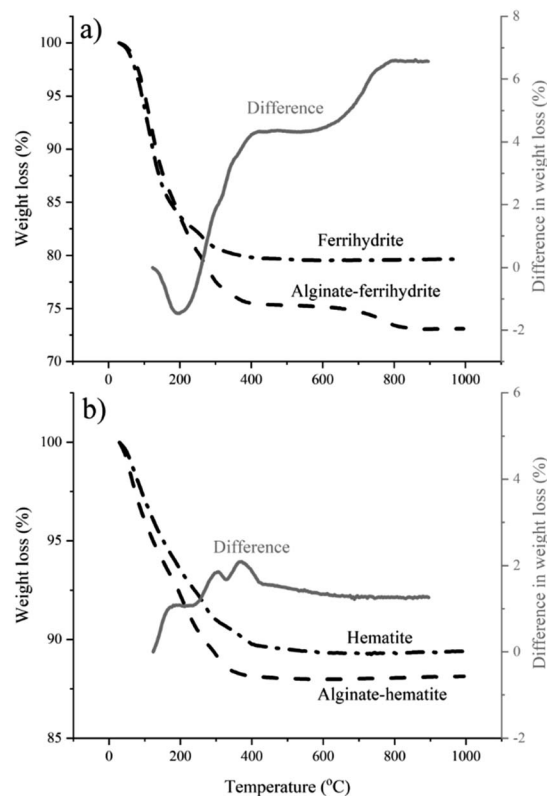 a)
Weight loss (%)
100
95
90
85
80
75
70
Difference
Ferrihydrite
Alginate-ferrihydrite
8
6
4
2
0
-2
Difference in weight loss (%)
0 200 400 600 800 1000
b)
Weight loss (%)
100
95
90
85
Difference
Hematite
Alginate-hematite
6
4
2
0
-2
Difference in weight loss (%)
0 200 400 600 800 1000
Temperature (°C)